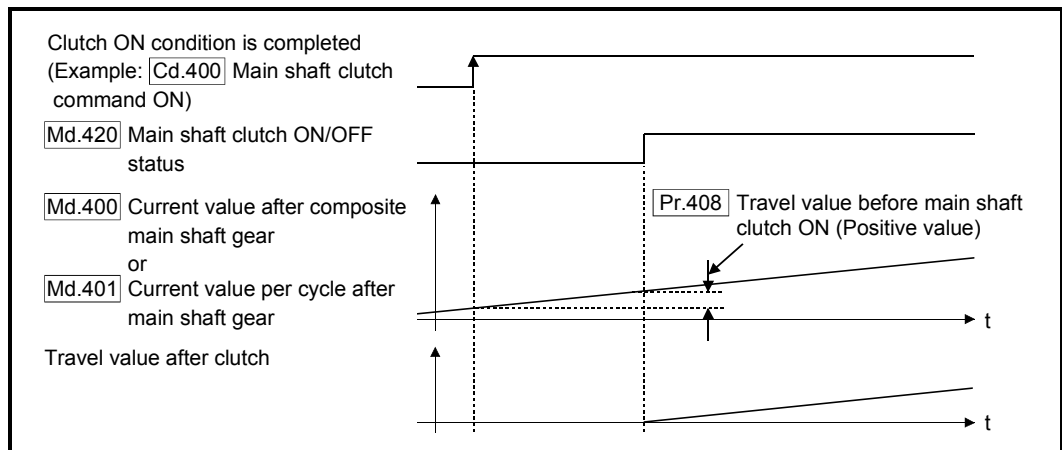 Clutch ON condition is completed
(Example: Cd.400 Main shaft clutch
command ON)
Md.420 Main shaft clutch ON/OFF
status
Md.400 Current value after composite
main shaft gear
or
Md.401 Current value per cycle after
main shaft gear
Pr.408 Travel value before main shaft
clutch ON (Positive value)
t
Travel value after clutch
t